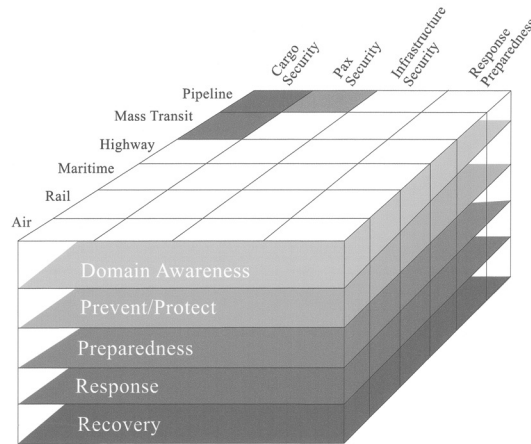 Cargo
Security
Pax
Security
Infrastructure
Security
Response
Preparedness
Pipeline
Mass Transit
Highway
Maritime
Rail
Air
Domain Awareness
Prevent/Protect
Preparedness
Response
Recovery